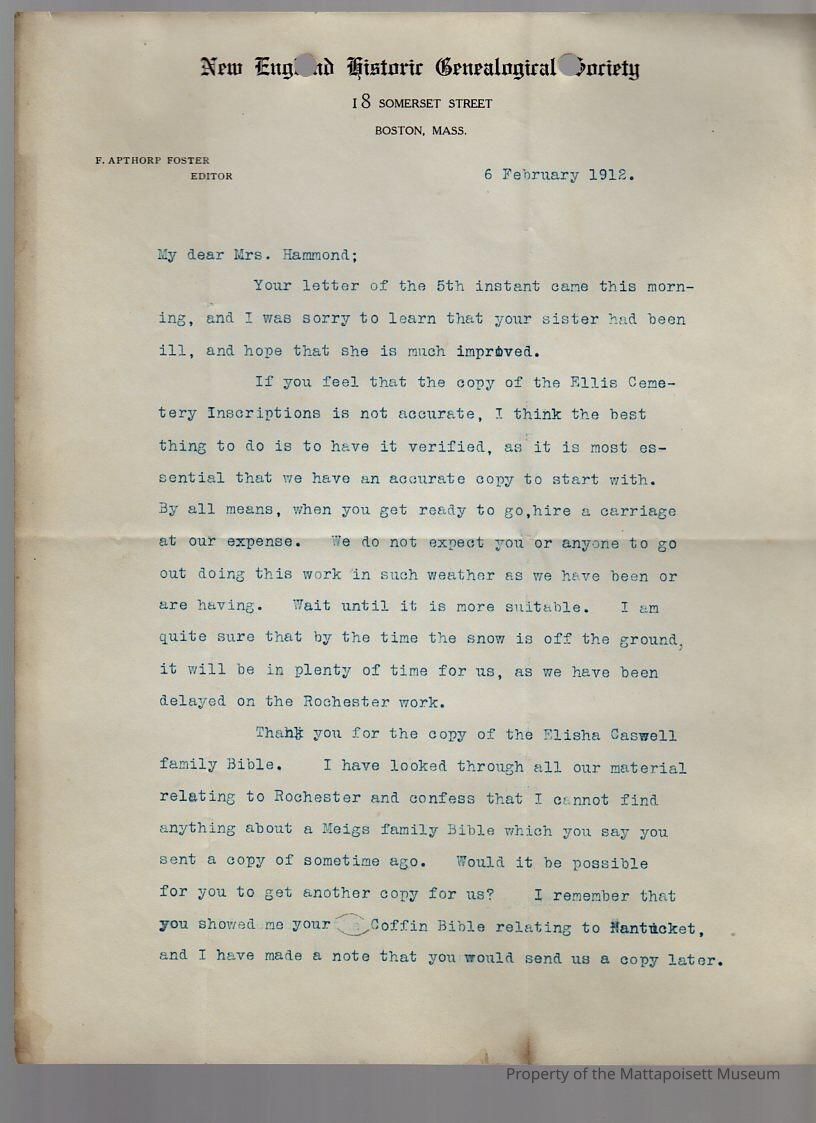 New England Historic Genealogical Society
18 SOMERSET STREET
BOSTON, MASS.
F. APTHORP FOSTER
EDITOR
6 February 1912.
My dear Mrs. Hammond;
Your letter of the 5th instant came this morn-
ing, and I was sorry to learn that your sister had been
ill, and hope that she is much improved.
If you feel that the copy of the Ellis Ceme-
tery Inscriptions is not accurate, I think the best
thing to do is to have it verified, as it is most es-
sential that we have an accurate copy to start with.
By all means, when you get ready to go,hire a carriage
at our expense. We do not expect you or anyone to go
out doing this work in such weather as we have been or
are having. Wait until it is more suitable. I am
quite sure that by the time the snow is off the ground,
it will be in plenty of time for us, as we have been
delayed on the Rochester work.
Thank you for the copy of the Elisha Caswell
family Bible. I have looked through all our material
relating to Rochester and confess that I cannot find
anything about a Meigs family Bible which you say you
sent a copy of sometime ago. Would it be possible
for you to get another copy for us? I remember that
you showed me your Coffin Bible relating to Nantucket,
and I have made a note that you would send us a copy later.
Property of the Mattapoisett Museum